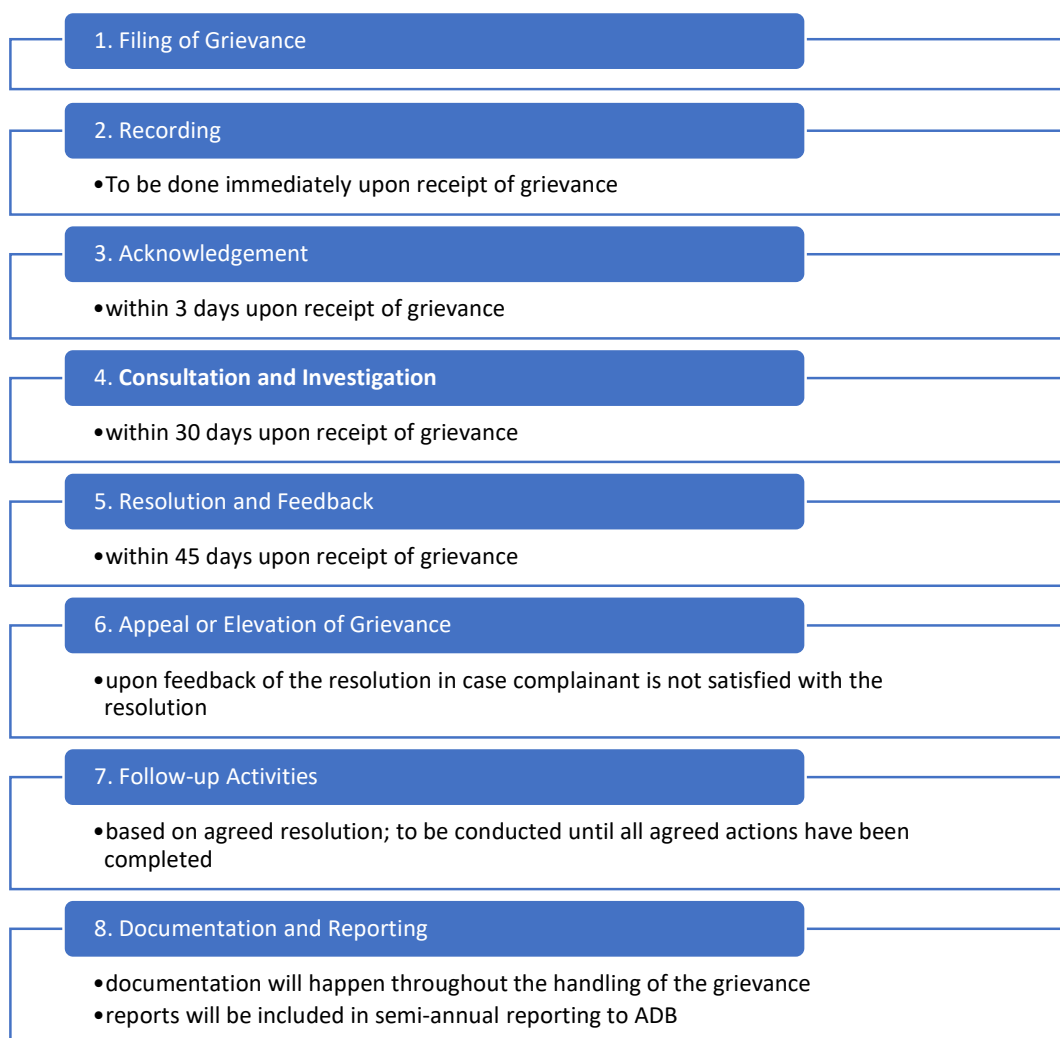 1. Filing of Grievance
2. Recording
•To be done immediately upon receipt of grievance
3. Acknowledgement
•within 3 days upon receipt of grievance
4. Consultation and Investigation
•within 30 days upon receipt of grievance
5. Resolution and Feedback
•within 45 days upon receipt of grievance
6. Appeal or Elevation of Grievance
•upon feedback of the resolution in case complainant is not satisfied with the
resolution
7. Follow-up Activities
•based on agreed resolution; to be conducted until all agreed actions have been
completed
8. Documentation and Reporting
•documentation will happen throughout the handling of the grievance
•reports will be included in semi-annual reporting to ADB